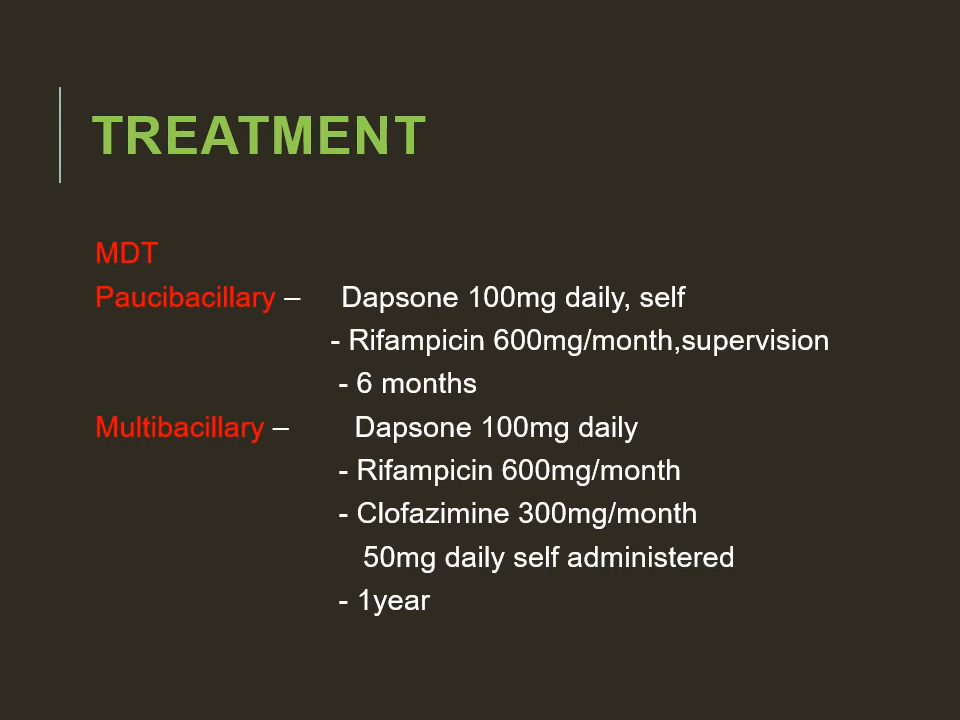 TREATMENT
MDT
Paucibacillary – Dapsone 100mg daily, self
- Rifampicin 600mg/month,supervision
- 6 months
Multibacillary – Dapsone 100mg daily
- Rifampicin 600mg/month
- Clofazimine 300mg/month
50mg daily self administered
- 1year